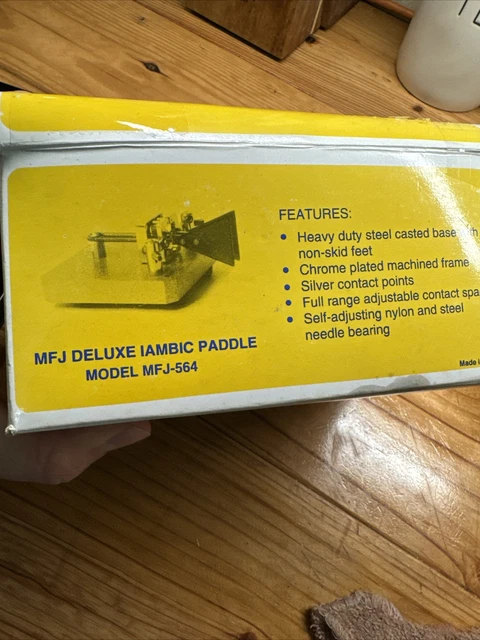 MFJ DELUXE IAMBIC PADDLE
MODEL MFJ-564
FEATURES:
• Heavy duty steel casted base
non-skid feet
• Chrome plated machined frame
• Silver contact points
• Full range adjustable contact spa
• Self-adjusting nylon and steel
needle bearing
Made